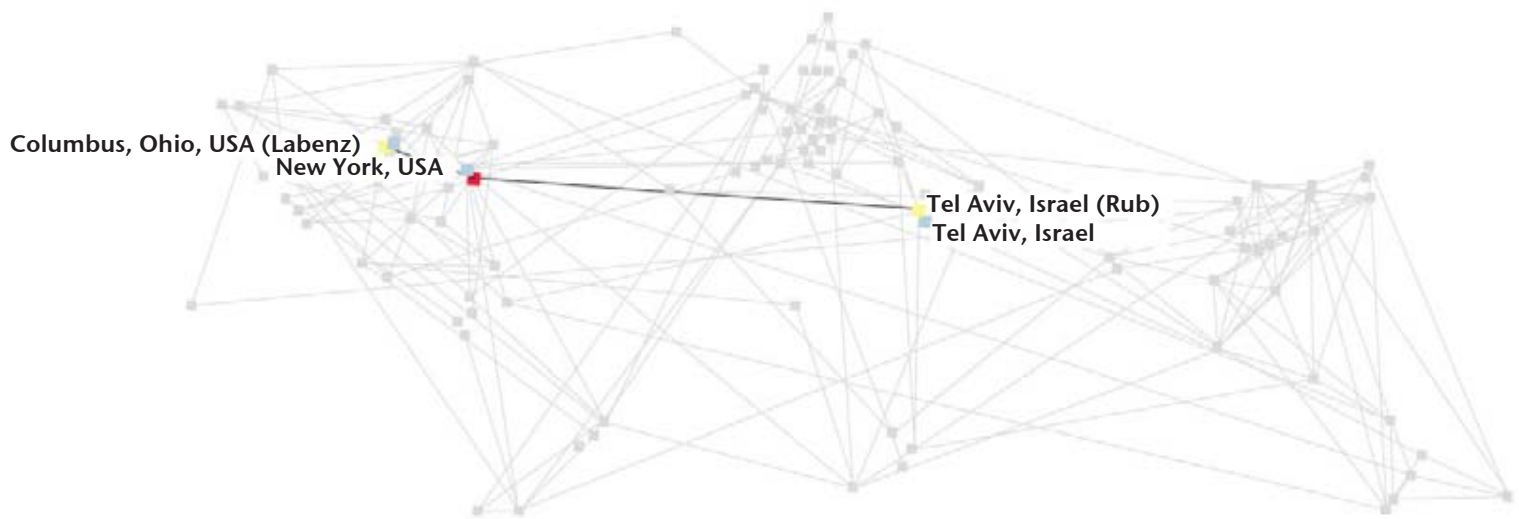 Columbus, Ohio, USA (Labenz)
New York, USA
Tel Aviv, Israel (Rub)
Tel Aviv, Israel